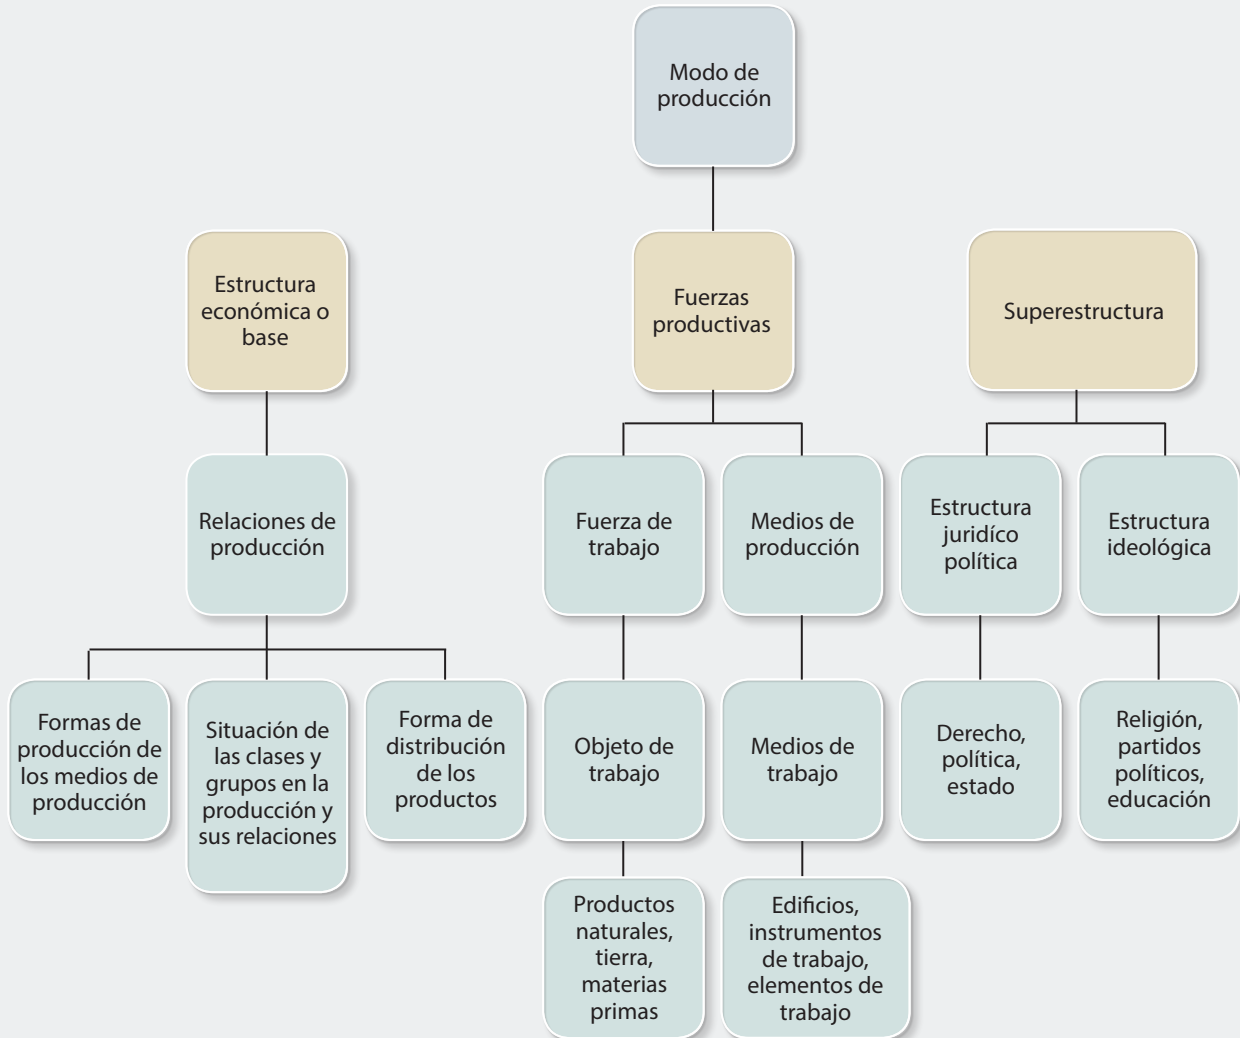 Modo de
producción
Estructura
económica o
base
Fuerzas
productivas
Superestructura
Relaciones de
producción
Fuerza de
trabajo
Medios de
producción
Estructura
juridíco
política
Estructura
ideológica
Formas de
producción de
los medios de
producción
Situación de
las clases y
grupos en la
producción y
sus relaciones
Forma de
distribución
de los
productos
Objeto de
trabajo
Medios de
trabajo
Derecho,
política,
estado
Religión,
partidos
políticos,
educación
Productos
naturales,
tierra,
materias
primas
Edificios,
instrumentos
de trabajo,
elementos de
trabajo